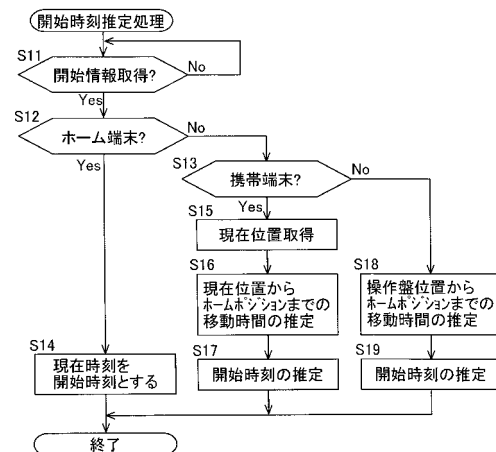 開始時刻推定処理
S11
開始情報取得?
No
Yes
S12
ホーム端末?
No
Yes
S13
携帯端末?
No
Yes
S15
現在位置取得
S16
現在位置から
ホームポジションまでの
移動時間の推定
S18
操作盤位置から
ホームポジションまでの
移動時間の推定
S14
現在時刻を
開始時刻とする
S17
開始時刻の推定
S19
開始時刻の推定
終了